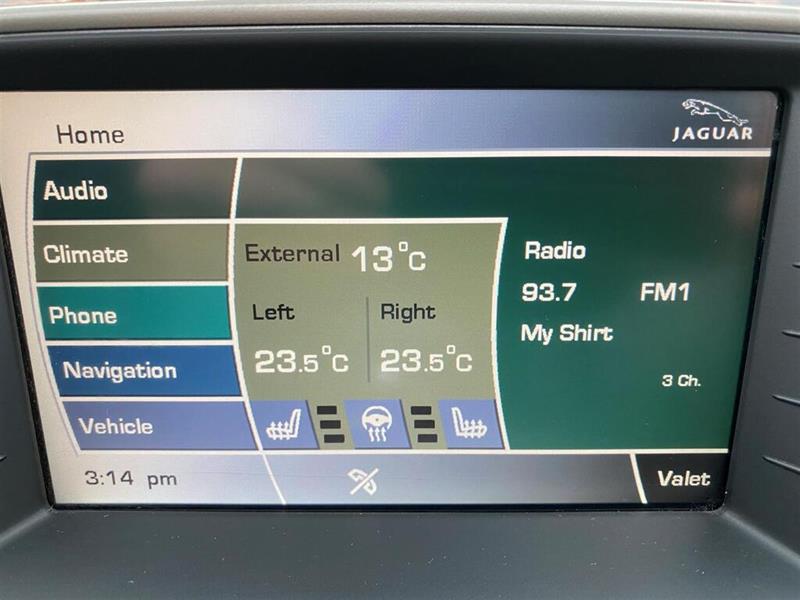 Home
JAGUAR
Audio
Climate
Phone
Navigation
Vehicle
External 13°C
Left
Right
23.5°C
23.5°C
Radio
93.7 FM1
My Shirt
3 Ch.
3:14 pm
Valet